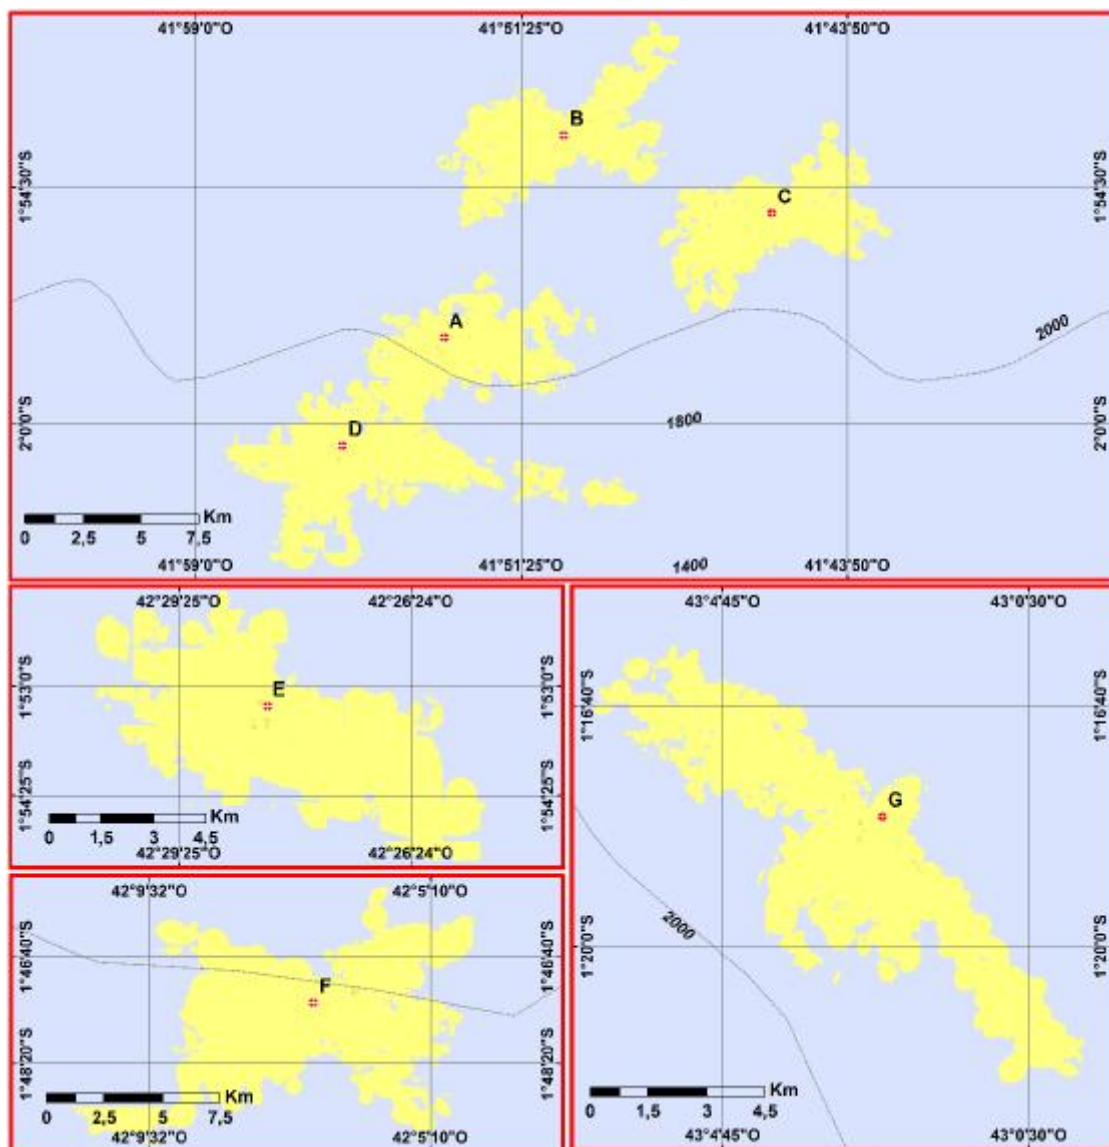 41°59'0"O 41°51'25"O 41°43'50"O
B
1°54'30"S 1°54'30"S
C
A
2000
2°0'0"S 1800 2°0'0"S
D
Km
0 2,5 5 7,5
41°59'0"O 41°51'25"O 1400 41°43'50"O
42°29'25"O 42°26'24"O
1°53'0"S 1°53'0"S
E
1°54'25"S 1°54'25"S
Km
0 1,5 3 4,5
42°29'25"O 42°26'24"O
43°4'45"O 43°0'30"O
1°16'40"S 1°16'40"S
G
2000
1°20'0"S 1°20'0"S
Km
0 1,5 3 4,5
43°4'45"O 43°0'30"O
42°9'32"O 42°5'10"O
1°46'40"S 1°46'40"S
F
1°48'20"S 1°48'20"S
Km
0 2,5 5 7,5
42°9'32"O 42°5'10"O